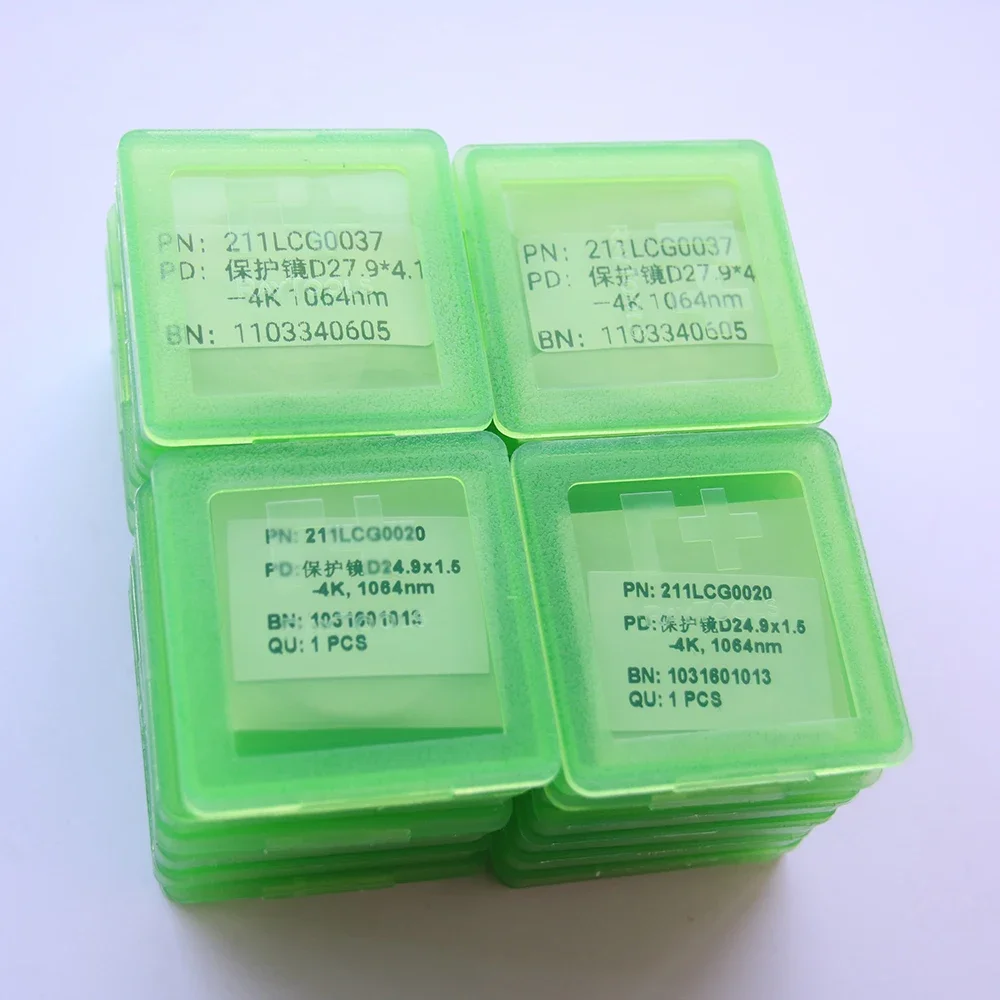 PN: 211LCG0037
PD: 保护镜D27.9*4.1
-4K 1064nm
BN: 1103340605
PN: 211LCG0037
PD: 保护镜D27.9*4
-4K 1064nm
BN: 1103340605
PN: 211LCG0020
PD:保护镜D24.9x1.5
-4K, 1064nm
BN: 1031601013
QU: 1 PCS
PN: 211LCG0020
PD:保护镜D24.9x1.5
-4K, 1064nm
BN: 1031601013
QU: 1 PCS